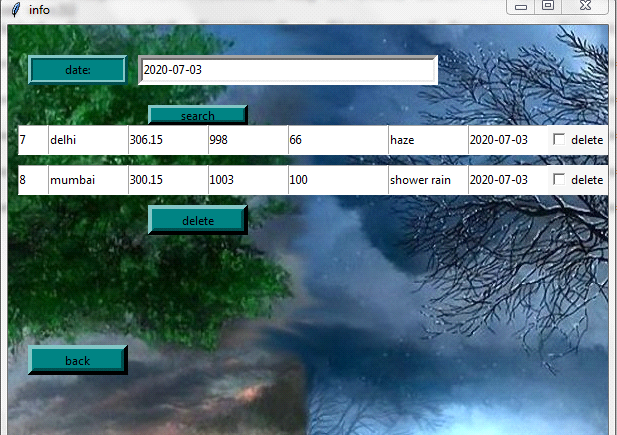 info
date: 2020-07-03
search
7 delhi 306.15 998 66 haze 2020-07-03 delete
8 mumbai 300.15 1003 100 shower rain 2020-07-03 delete
delete
back